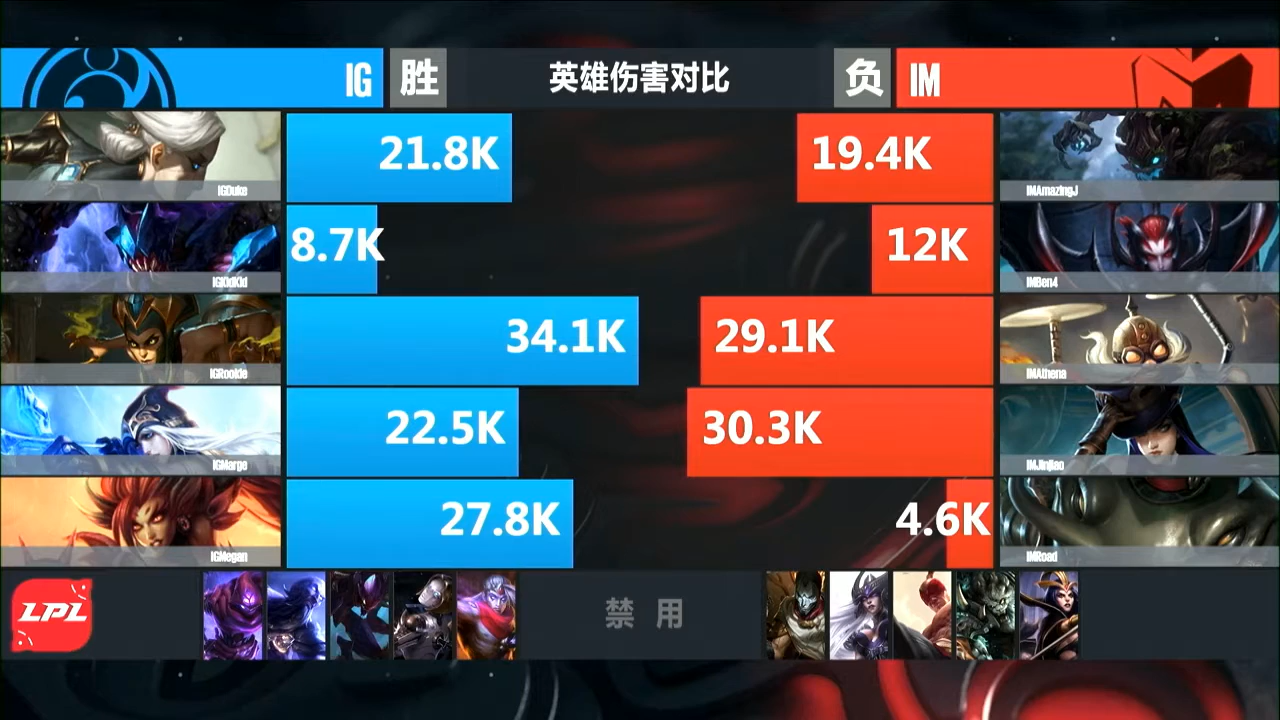 IG 胜 英雄伤害对比 负 IM
21.8K 19.4K
IGDuke IMAmazingJ
8.7K 12K
IGKidKid IMBen4
34.1K 29.1K
IGRookie IMAthena
22.5K 30.3K
IGMarge IMJinjiao
27.8K 4.6K
IGMegan IMRoad
LPL 禁用